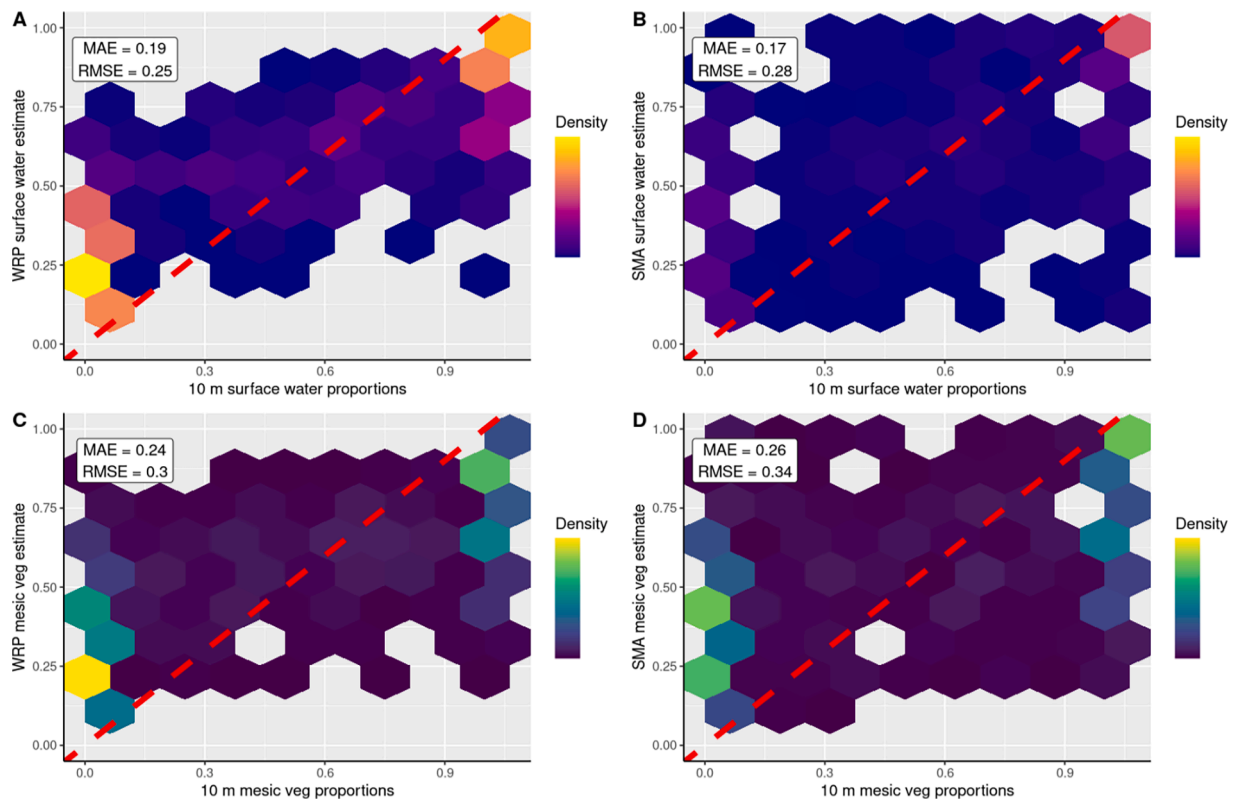 A
MAE = 0.19
RMSE = 0.25
WRP surface water estimate
1.00
0.75
0.50
0.25
0.00
0.0 0.3 0.6 0.9
10 m surface water proportions
Density
B
MAE = 0.17
RMSE = 0.28
SMA surface water estimate
1.00
0.75
0.50
0.25
0.00
0.0 0.3 0.6 0.9
10 m surface water proportions
Density
C
MAE = 0.24
RMSE = 0.3
WRP mesic veg estimate
1.00
0.75
0.50
0.25
0.00
0.0 0.3 0.6 0.9
10 m mesic veg proportions
Density
D
MAE = 0.26
RMSE = 0.34
SMA mesic veg estimate
1.00
0.75
0.50
0.25
0.00
0.0 0.3 0.6 0.9
10 m mesic veg proportions
Density